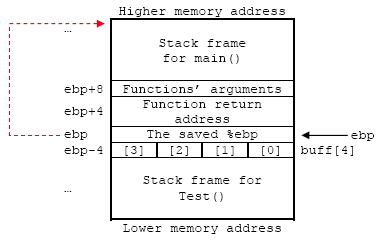 Higher memory address
…
Stack frame
for main()
ebp+8 Functions' arguments
ebp+4 Function return
address
ebp The saved %ebp ebp
ebp-4 [3] [2] [1] [0] buff[4]
… Stack frame for
Test()
Lower memory address